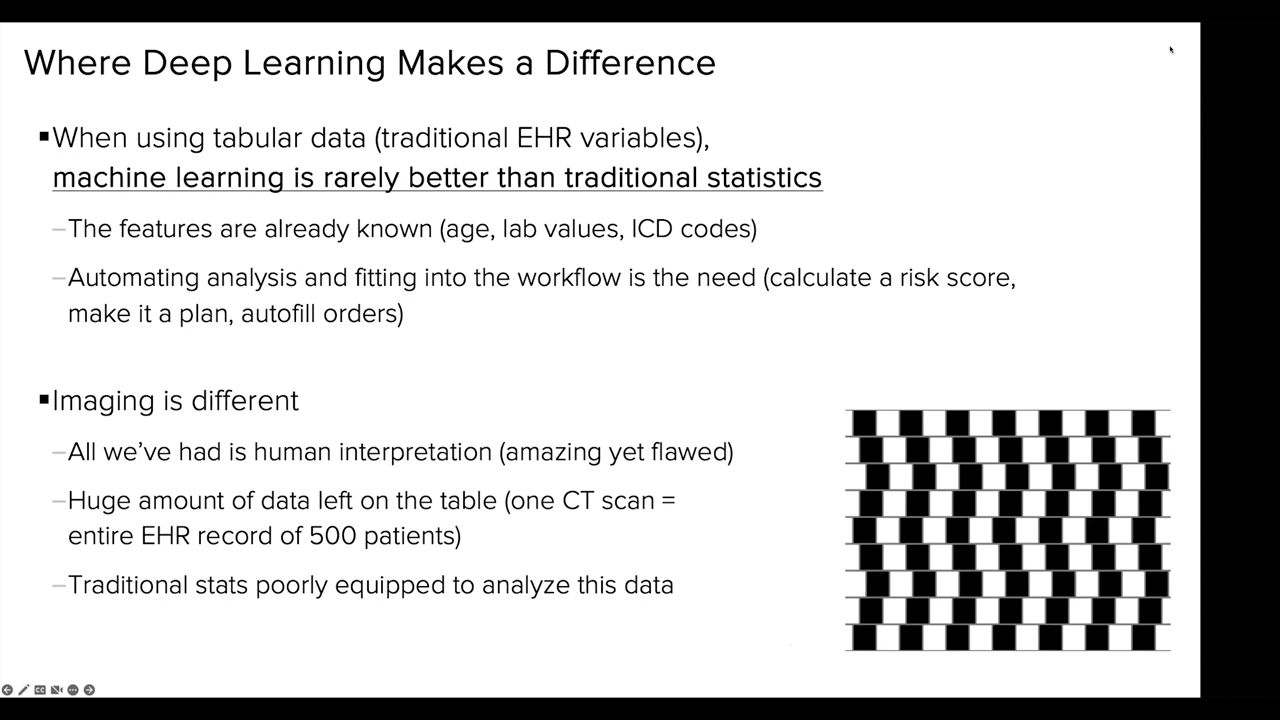 Where Deep Learning Makes a Difference
▪When using tabular data (traditional EHR variables),
machine learning is rarely better than traditional statistics
–The features are already known (age, lab values, ICD codes)
–Automating analysis and fitting into the workflow is the need (calculate a risk score,
make it a plan, autofill orders)
▪Imaging is different
–All we’ve had is human interpretation (amazing yet flawed)
–Huge amount of data left on the table (one CT scan =
entire EHR record of 500 patients)
–Traditional stats poorly equipped to analyze this data